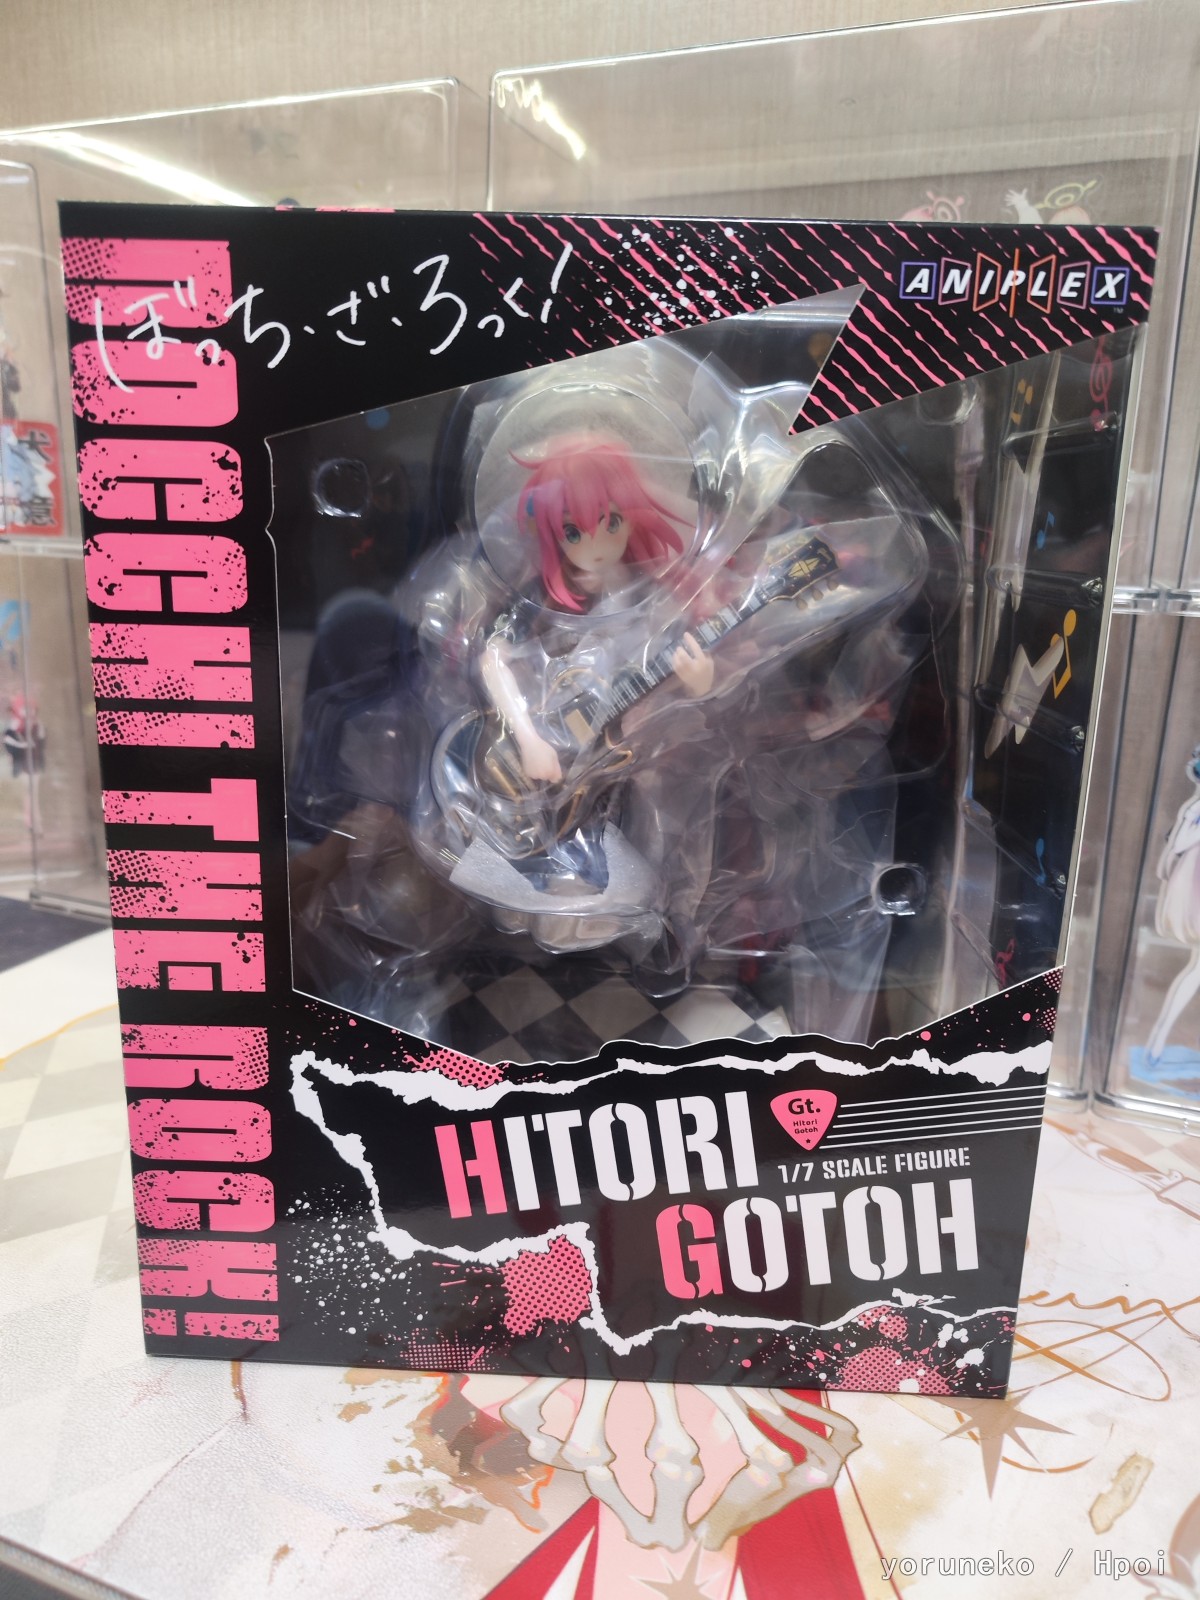 BOCCHI THE ROCK!
ぼっち・ざ・ろっく!
ANIPLEX
HITORI
Gt.
Hitori
Gotoh
1/7 SCALE FIGURE
GOTOH
yoruneko / Hpoi